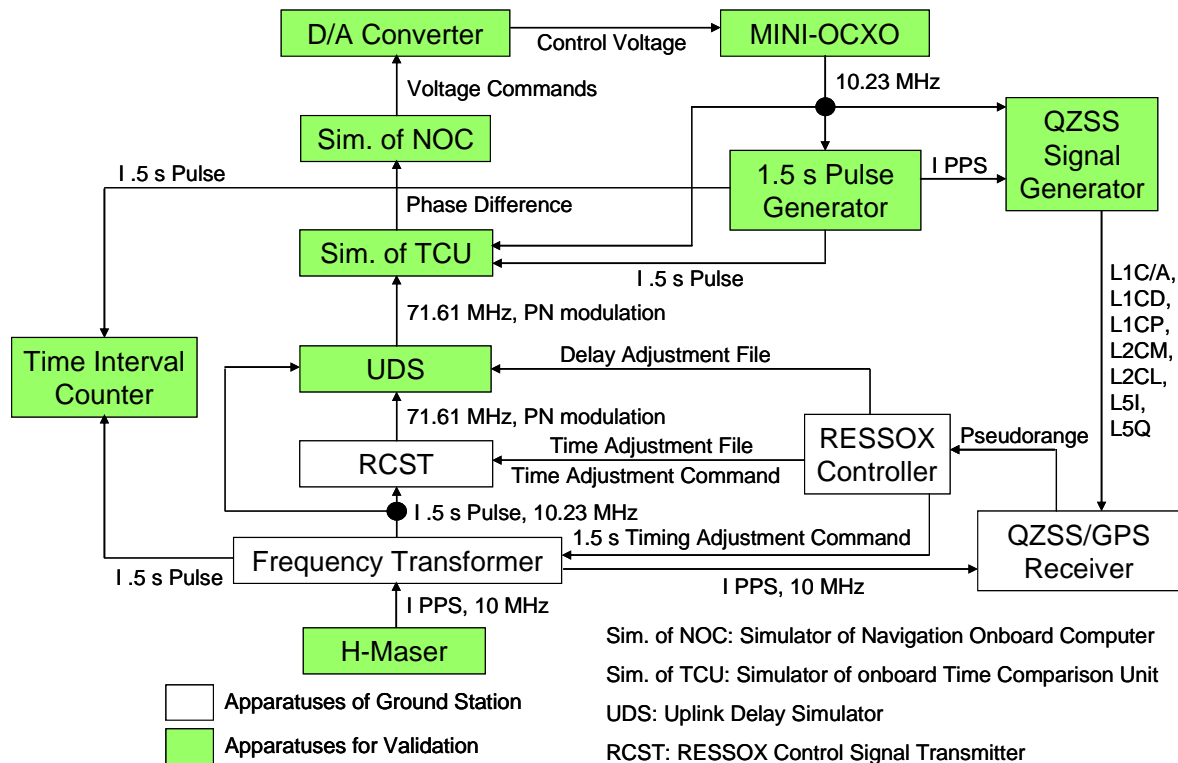 D/A Converter
Control Voltage
MINI-OCXO
10.23 MHz
Voltage Commands
Sim. of NOC
QZSS
Signal
Generator
I .5 s Pulse
1.5 s Pulse
Generator
I PPS
Phase Difference
Sim. of TCU
I .5 s Pulse
L1C/A,
L1CD,
L1CP,
L2CM,
L2CL,
L5I,
L5Q
71.61 MHz, PN modulation
Time Interval
Counter
UDS
Delay Adjustment File
71.61 MHz, PN modulation
RCST
Time Adjustment File
Time Adjustment Command
RESSOX
Controller
Pseudorange
I .5 s Pulse, 10.23 MHz
1.5 s Timing Adjustment Command
Frequency Transformer
QZSS/GPS
Receiver
I .5 s Pulse
I PPS, 10 MHz
I PPS, 10 MHz
H-Maser
Sim. of NOC: Simulator of Navigation Onboard Computer
Sim. of TCU: Simulator of onboard Time Comparison Unit
UDS: Uplink Delay Simulator
RCST: RESSOX Control Signal Transmitter
Apparatuses of Ground Station
Apparatuses for Validation